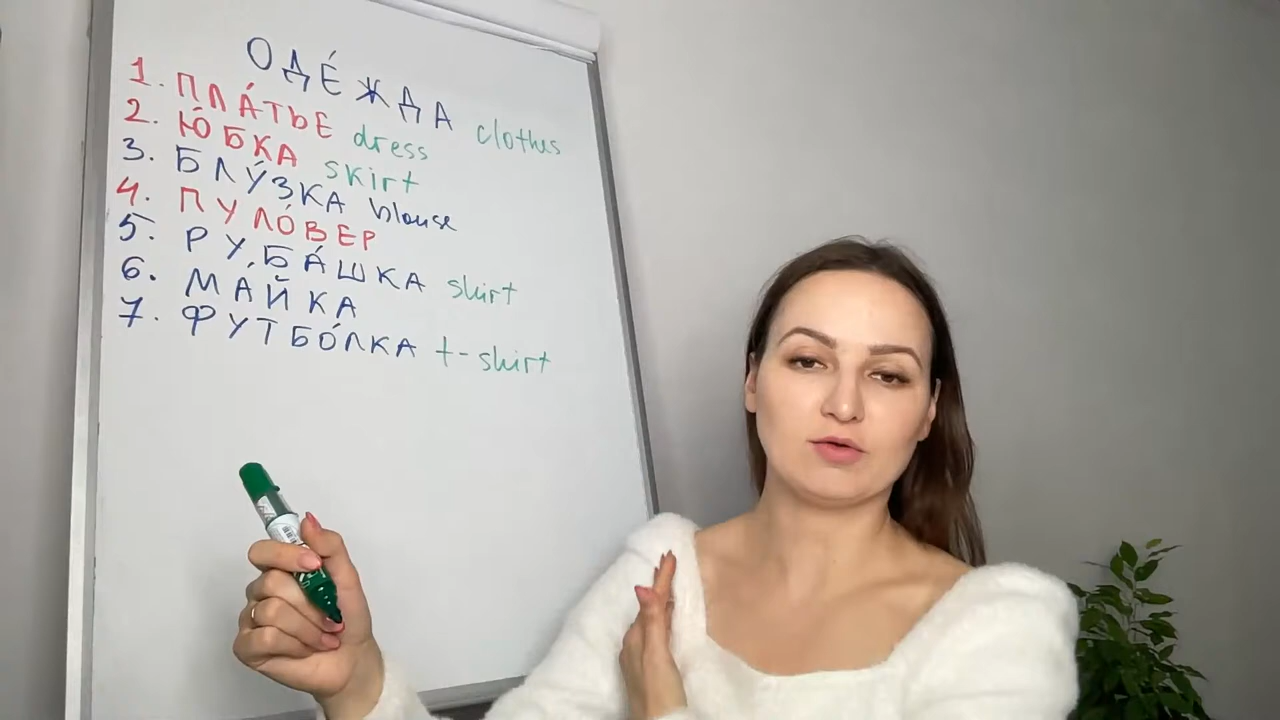 ОДЕ́ЖДА clothes
1. ПЛА́ТЬЕ dress
2. Ю́БКА skirt
3. БЛУ́ЗКА blouse
4. ПУЛО́ВЕР
5. РУБА́ШКА shirt
6. МА́ЙКА
7. ФУТБО́ЛКА t-shirt